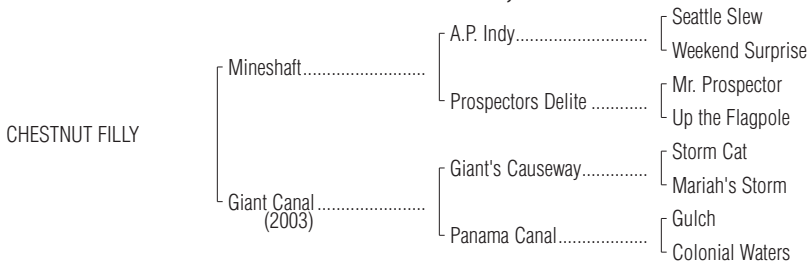 Seattle Slew
A.P. Indy..............................
Weekend Surprise
Mineshaft............................
Mr. Prospector
Prospectors Delite .............
Up the Flagpole
CHESTNUT FILLY
Storm Cat
Giant's Causeway...............
Mariah's Storm
Giant Canal.........................
(2003)
Gulch
Panama Canal....................
Colonial Waters